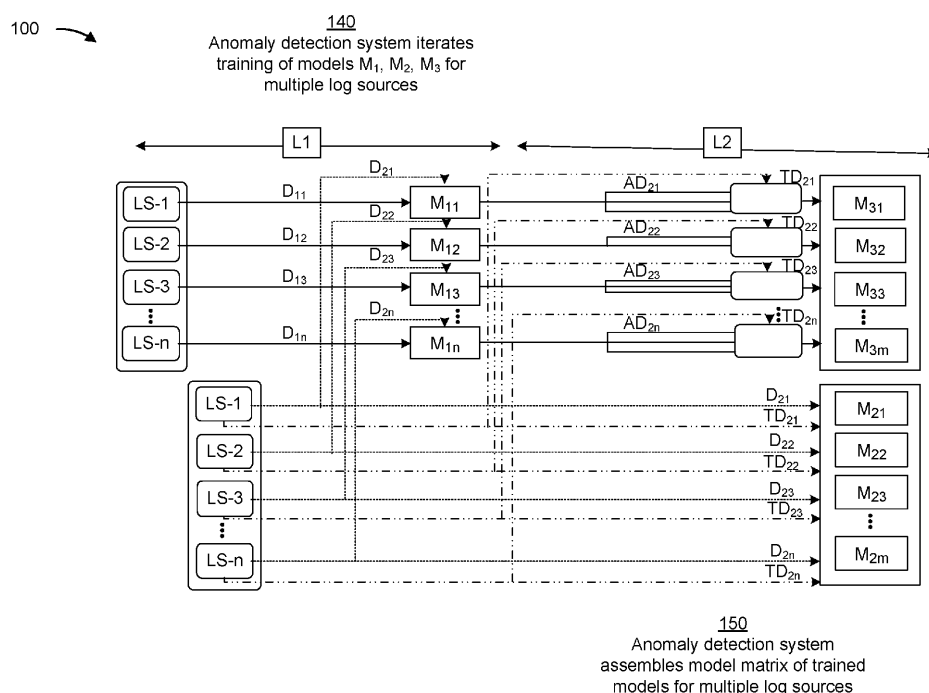 100
140
Anomaly detection system iterates
training of models M₁, M₂, M₃ for
multiple log sources
L1
L2
D₂₁
TD₂₁
LS-1
D₁₁
M₁₁
AD₂₁
M₃₁
D₂₂
TD₂₂
LS-2
D₁₂
M₁₂
AD₂₂
M₃₂
D₂₃
TD₂₃
LS-3
D₁₃
M₁₃
AD₂₃
M₃₃
D₂ₙ
TD₂ₙ
LS-n
D₁ₙ
M₁ₙ
AD₂ₙ
M₃ₘ
LS-1
D₂₁
TD₂₁
M₂₁
LS-2
D₂₂
TD₂₂
M₂₂
LS-3
D₂₃
TD₂₃
M₂₃
LS-n
D₂ₙ
TD₂ₙ
M₂ₘ
150
Anomaly detection system
assembles model matrix of trained
models for multiple log sources